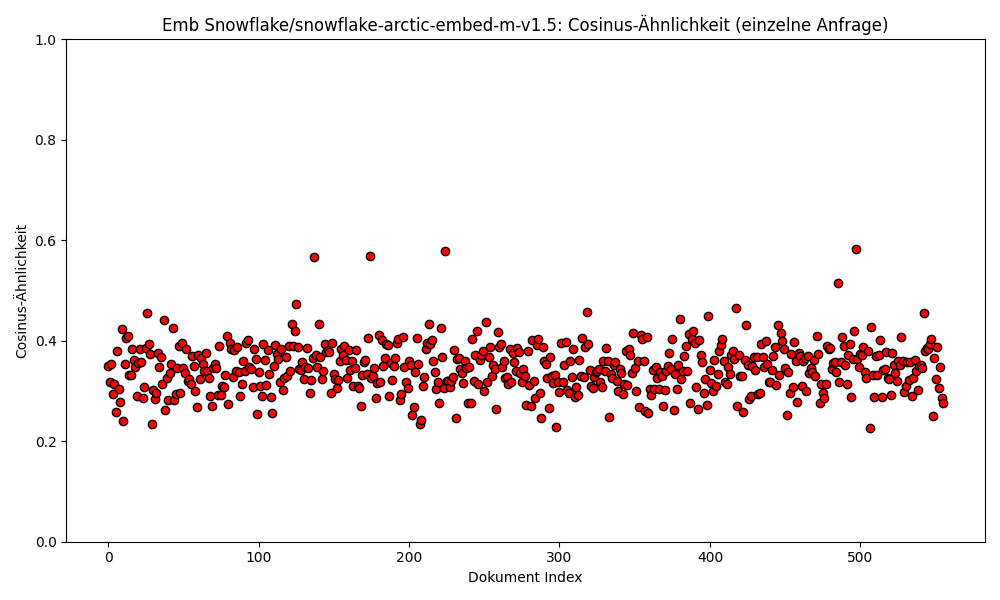 Emb Snowflake/snowflake-arctic-embed-m-v1.5: Cosinus-Ähnlichkeit (einzelne Anfrage)
1.0
0.8
0.6
0.4
0.2
0.0
Cosinus-Ähnlichkeit
0 100 200 300 400 500
Dokument Index